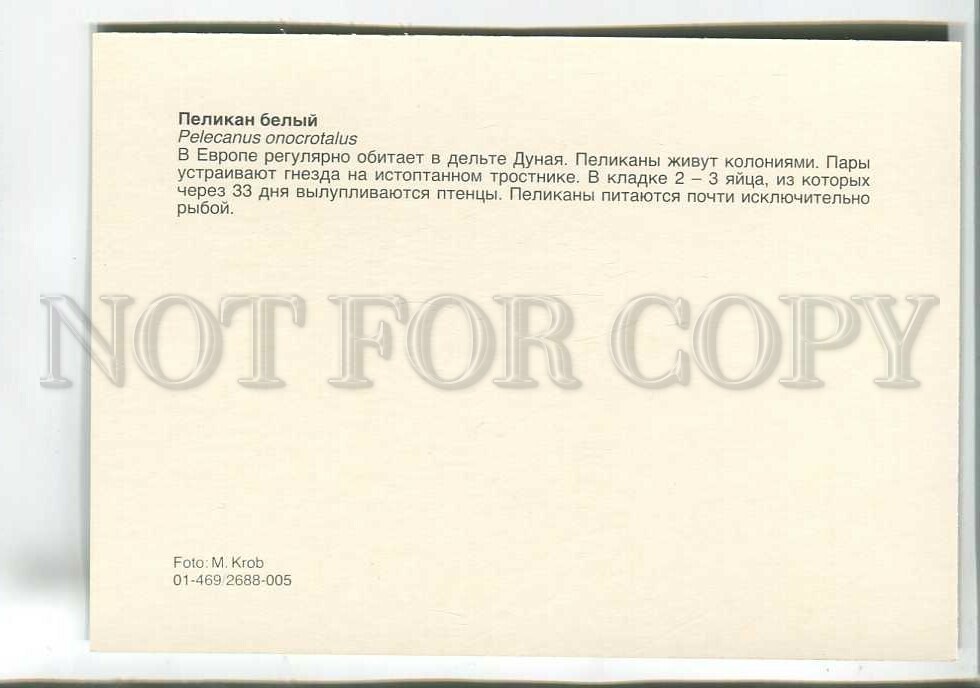 Пеликан белый
Pelecanus onocrotalus
В Европе регулярно обитает в дельте Дуная. Пеликаны живут колониями. Пары
устраивают гнезда на истоптанном тростнике. В кладке 2 – 3 яйца, из которых
через 33 дня вылупливаются птенцы. Пеликаны питаются почти исключительно
рыбой.
NOT FOR COPY
Foto: M. Krob
01-469/2688-005